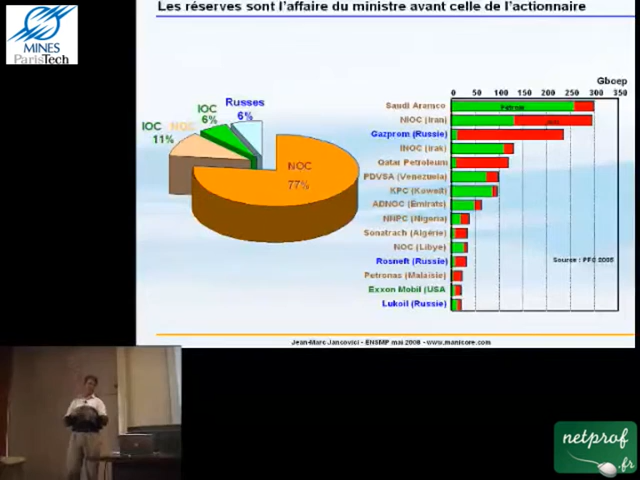 Les réserves sont l'affaire du ministre avant celle de l'actionnaire
MINES
ParisTech
Gboep
0 50 100 150 200 250 300 350
Russes
6%
IOC
6%
IOC NOC
11%
NOC
77%
Saudi Aramco
NIOC (Iran)
Gazprom (Russie)
INOC (Irak)
Qatar Petroleum
PDVSA (Venezuela)
KPC (Koweit)
ADNOC (Emirats)
NNPC (Nigeria)
Sonatrach (Algérie)
NOC (Libye)
Rosneft (Russie)
Petronas (Malaisie)
Exxon Mobil (USA
Lukoil (Russie)
Source : PFC 2006
Jean-Marc Jancovici - ENSMP mai 2008 - www.manicore.com
netprof
.fr